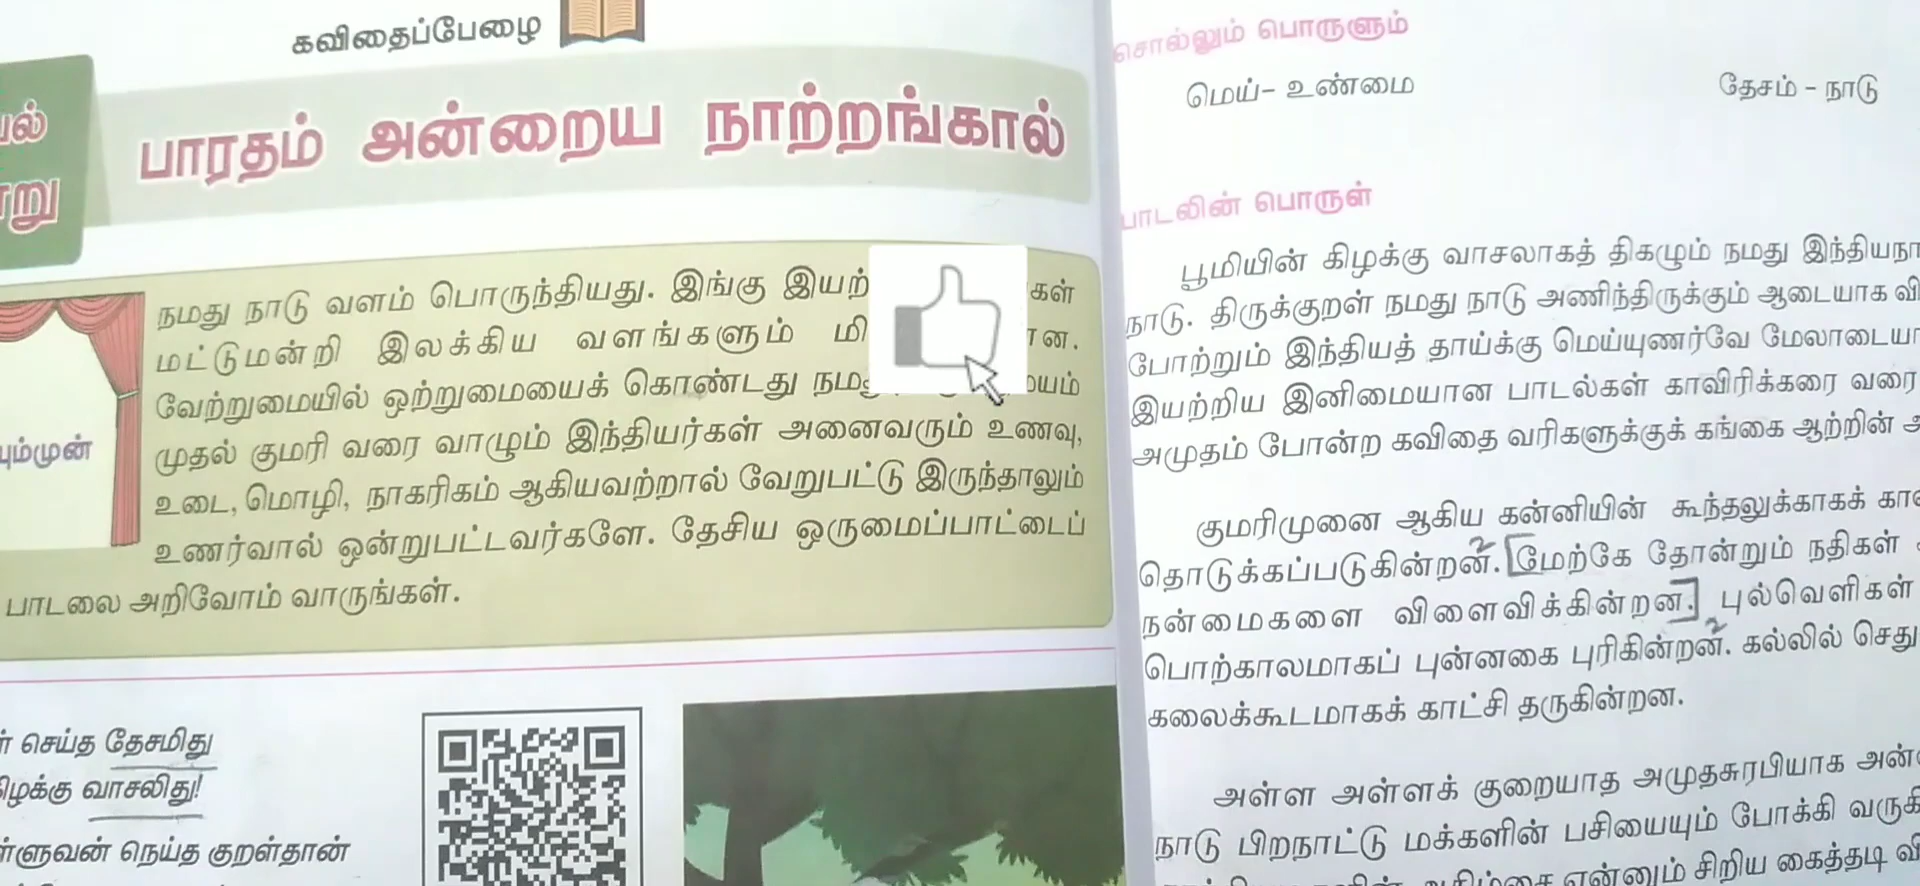 கவிதைப்பேழை
பாரதம் அன்றைய நாற்றங்கால்
நமது நாடு வளம் பொருந்தியது. இங்கு
மட்டுமன்றி இலக்கிய வளங்களும்
வேற்றுமையில் ஒற்றுமையைக் கொண்டது
முதல் குமரி வரை வாழும் இந்தியர்கள் அனைவரும் உணவு,
உடை, மொழி, நாகரிகம் ஆகியவற்றால் வேறுபட்டு இருந்தாலும்
உணர்வால் ஒன்றுபட்டவர்களே. தேசிய ஒருமைப்பாட்டைப்
பாடலை அறிவோம் வாருங்கள்.
செய்த தேசமிது
வாசலிது!
நெய்த குறள்தான்
சொல்லும் பொருளும்
மெய்- உண்மை தேசம் - நாடு
பாடலின் பொருள்
பூமியின் கிழக்கு வாசலாகத் திகழும் நமது
நாடு. திருக்குறள் நமது நாடு அணிந்திருக்கும் ஆடையாக
போற்றும் இந்தியத் தாய்க்கு மெய்யுணர்வே
இயற்றிய இனிமையான பாடல்கள் காவிரிக்கரை வரை
அமுதம் போன்ற கவிதை வரிகளுக்குக் கங்கை ஆற்றின்
குமரிமுனை ஆகிய கன்னியின் கூந்தலுக்காகக்
தொடுக்கப்படுகின்றன. மேற்கே தோன்றும் நதிகள்
நன்மைகளை விளைவிக்கின்றன. புல்வெளிகள்
பொற்காலமாகப் புன்னகை புரிகின்றன. கல்லில்
கலைக்கூடமாகக் காட்சி தருகின்றன.
அள்ள அள்ளக் குறையாத அமுதசுரபியாக
நாடு பிறநாட்டு மக்களின் பசியையும் போக்கி
என்னும் சிறிய கைத்தடி